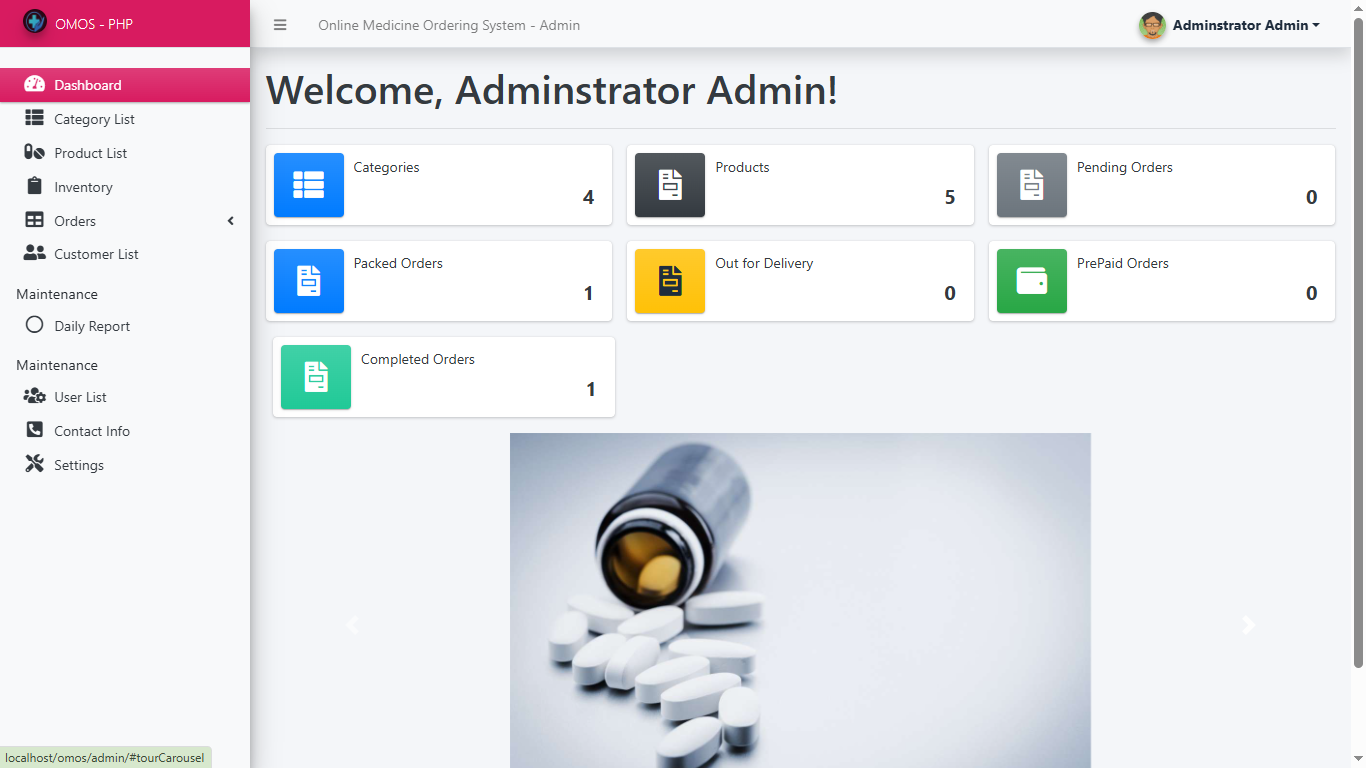 OMOS - PHP
Online Medicine Ordering System - Admin
Adminstrator Admin
Dashboard
Category List
Product List
Inventory
Orders
Customer List
Maintenance
Daily Report
Maintenance
User List
Contact Info
Settings
Welcome, Adminstrator Admin!
Categories
4
Products
5
Pending Orders
0
Packed Orders
1
Out for Delivery
0
PrePaid Orders
0
Completed Orders
1
localhost/omos/admin/#tourCarousel